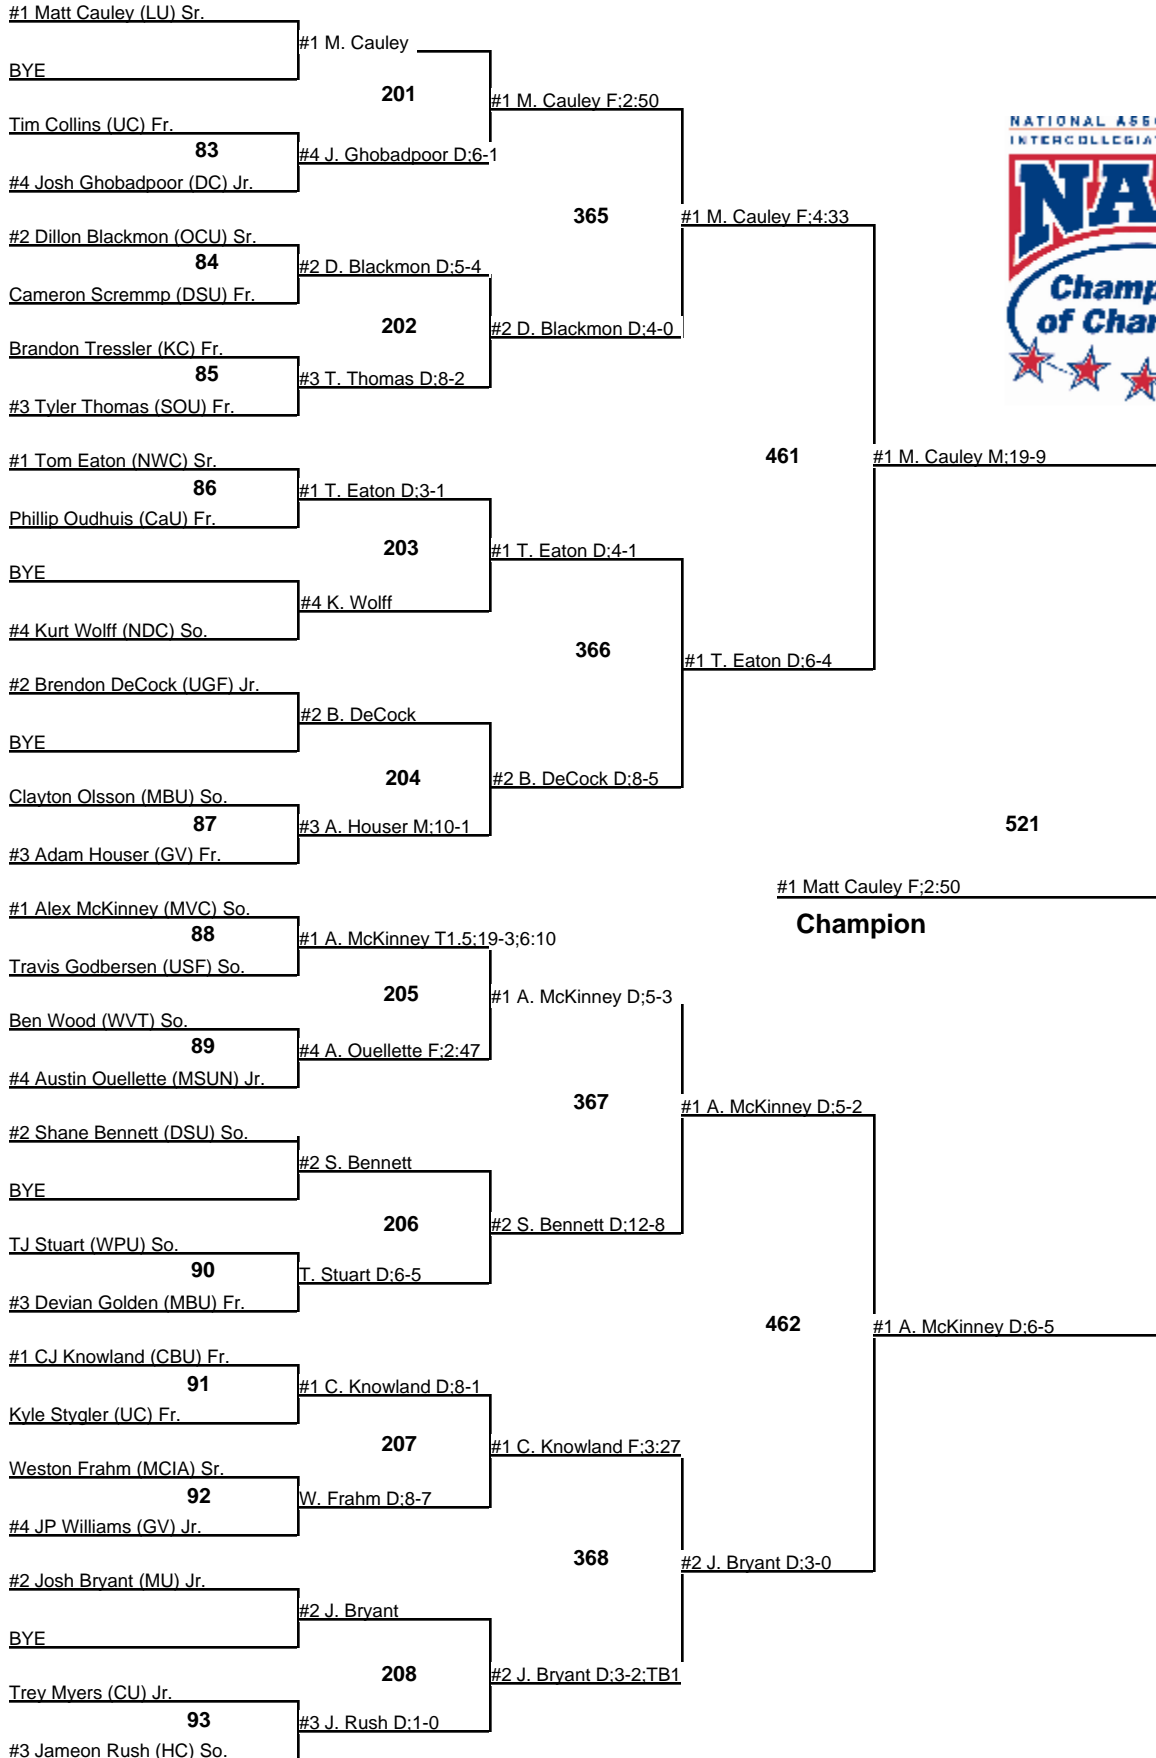 #1 Matt Cauley (LU) Sr.
#1 M. Cauley
BYE
201
#1 M. Cauley F;2:50
Tim Collins (UC) Fr.
83
#4 J. Ghobadpoor D;6-1
#4 Josh Ghobadpoor (DC) Jr.
365
#1 M. Cauley F;4:33
#2 Dillon Blackmon (OCU) Sr.
84
#2 D. Blackmon D;5-4
Cameron Scremmp (DSU) Fr.
202
#2 D. Blackmon D;4-0
Brandon Tressler (KC) Fr.
85
#3 T. Thomas D;8-2
#3 Tyler Thomas (SOU) Fr.
461
#1 M. Cauley M;19-9
#1 Tom Eaton (NWC) Sr.
86
#1 T. Eaton D;3-1
Phillip Oudhuis (CaU) Fr.
203
#1 T. Eaton D;4-1
BYE
#4 K. Wolff
#4 Kurt Wolff (NDC) So.
366
#1 T. Eaton D;6-4
#2 Brendon DeCock (UGF) Jr.
#2 B. DeCock
BYE
204
#2 B. DeCock D;8-5
Clayton Olsson (MBU) So.
87
#3 A. Houser M;10-1
#3 Adam Houser (GV) Fr.
521
#1 Matt Cauley F;2:50
Champion
#1 Alex McKinney (MVC) So.
88
#1 A. McKinney T1.5;19-3;6:10
Travis Godbersen (USF) So.
205
#1 A. McKinney D;5-3
Ben Wood (WVT) So.
89
#4 A. Ouellette F;2:47
#4 Austin Ouellette (MSUN) Jr.
367
#1 A. McKinney D;5-2
#2 Shane Bennett (DSU) So.
#2 S. Bennett
BYE
206
#2 S. Bennett D;12-8
TJ Stuart (WPU) So.
90
T. Stuart D;6-5
#3 Devian Golden (MBU) Fr.
462
#1 A. McKinney D;6-5
#1 CJ Knowland (CBU) Fr.
91
#1 C. Knowland D;8-1
Kyle Stygler (UC) Fr.
207
#1 C. Knowland F;3:27
Weston Frahm (MCIA) Sr.
92
W. Frahm D;8-7
#4 JP Williams (GV) Jr.
368
#2 J. Bryant D;3-0
#2 Josh Bryant (MU) Jr.
#2 J. Bryant
BYE
208
#2 J. Bryant D;3-2;TB1
Trey Myers (CU) Jr.
93
#3 J. Rush D;1-0
#3 Jameon Rush (HC) So.
NATIONAL ASS
INTERCOLLEGIA
NA
Champ
of Char